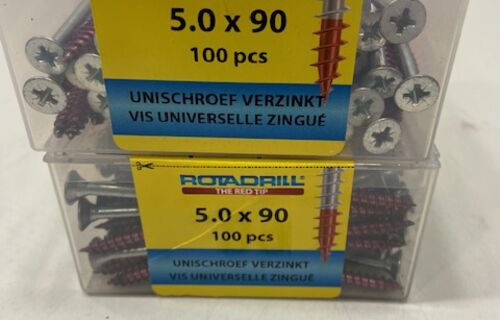 5.0 x 90
100 pcs
UNISCHROEF VERZINKT
VIS UNIVERSELLE ZINGUÉ
ROTADRILL
THE RED TIP
5.0 x 90
100 pcs
UNISCHROEF VERZINKT
VIS UNIVERSELLE ZINGUÉ